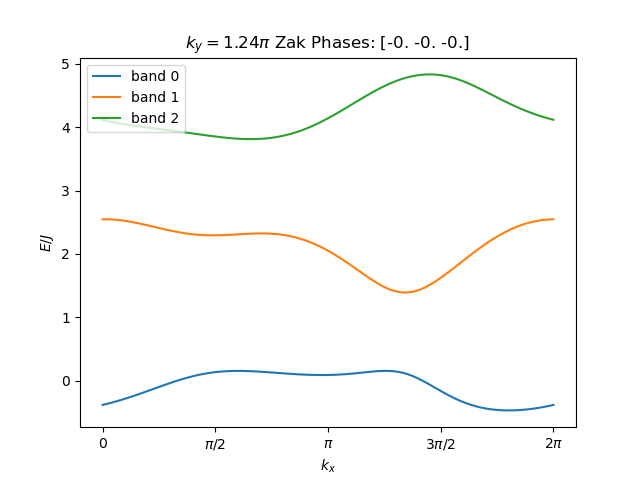 k_y = 1.24π Zak Phases: [-0. -0. -0.]
band 0
band 1
band 2
5
4
3
2
1
0
E/J
0 π/2 π 3π/2 2π
k_x